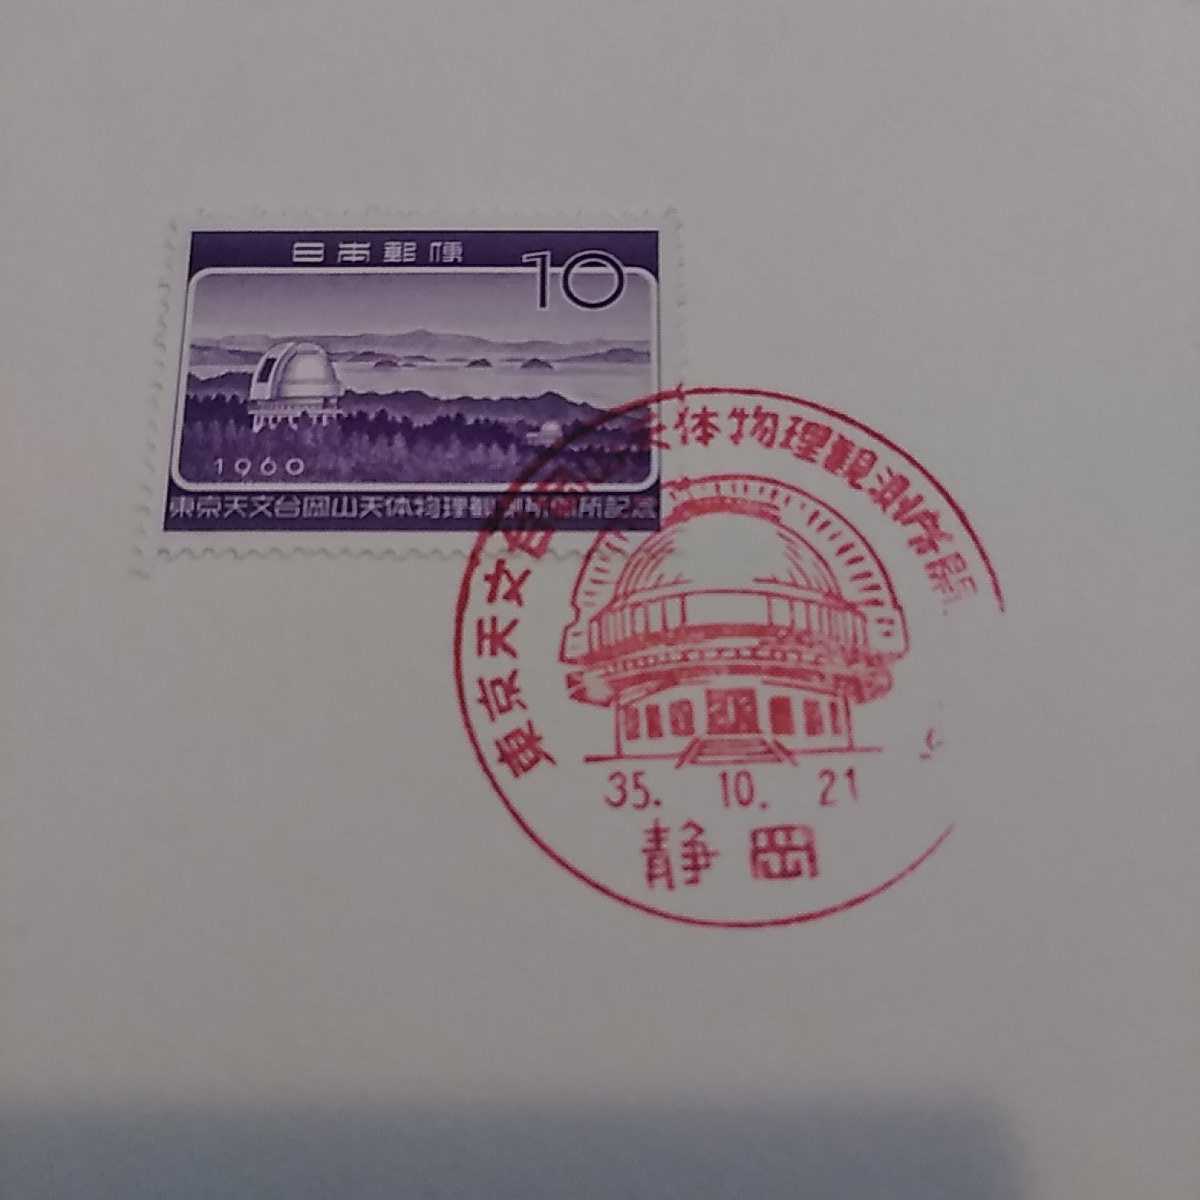 日本郵便
10
1960
東京天文台岡山天体物理観測所開所記念
東京天文台岡山天体物理観測所開
35. 10. 21
静岡